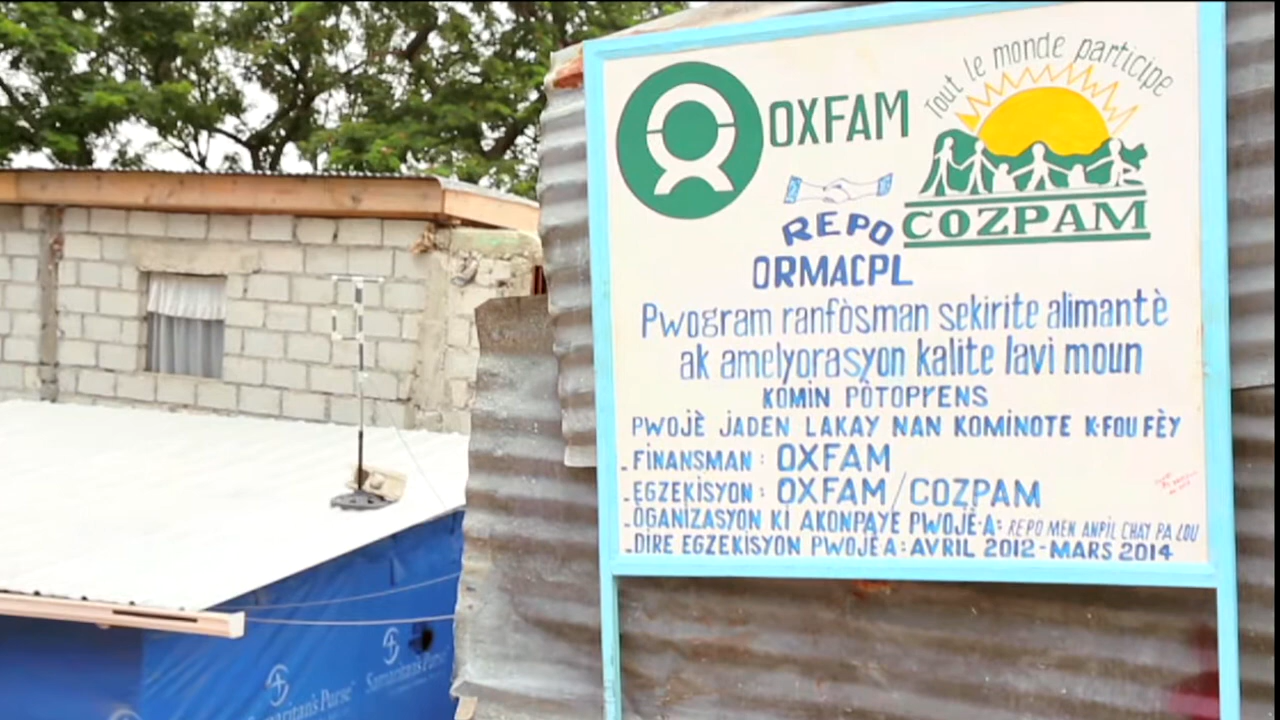 OXFAM
Tout le monde participe
COZPAM
REPO
ORMACPL
Pwogram ranfòsman sekirite alimantè
ak amelyorasyon kalite lavi moun
KOMIN PÒTOPRENS
PWOJÈ JADEN LAKAY NAN KOMINOTE K-FOU FÈY
-FINANSMAN : OXFAM
-EGZEKISYON : OXFAM/COZPAM
-ÒGANIZASYON KI AKONPAYE PWOJÈ-A: REPO MEN ANPIL CHAY PA LOU
-DIRE EGZEKISYON PWOJÈ A : AVRIL 2012-MARS 2014
Samaritan's Purse
Samaritan's Purse